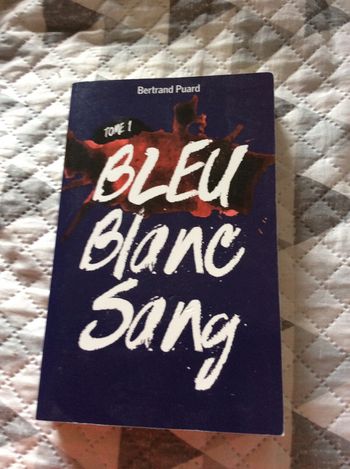 Bertrand Puard
TOME 1
BLEU
Blanc
Sang